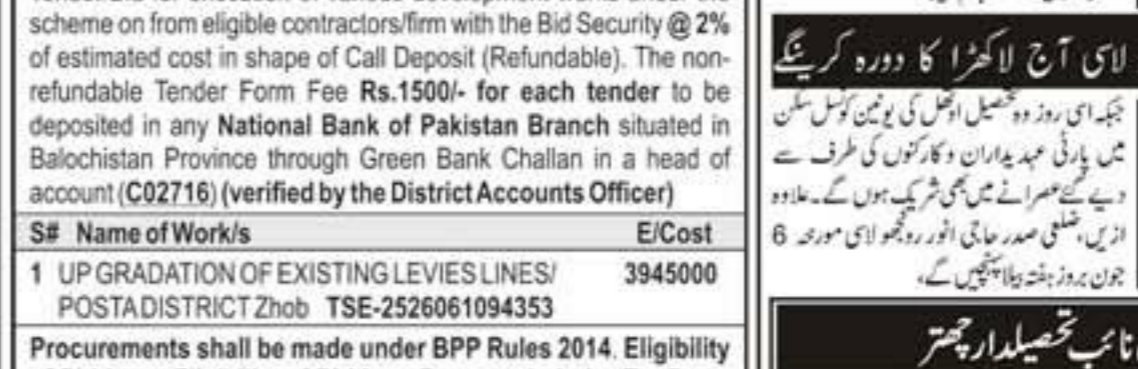 scheme on from eligible contractors/firm with the Bid Security @ 2%
of estimated cost in shape of Call Deposit (Refundable). The non-
refundable Tender Form Fee Rs.1500/- for each tender to be
deposited in any National Bank of Pakistan Branch situated in
Balochistan Province through Green Bank Challan in a head of
account (C02716) (verified by the District Accounts Officer)
S# Name of Work/s E/Cost
1 UP GRADATION OF EXISTING LEVIES LINES/ 3945000
POSTA DISTRICT Zhob TSE-2526061094353
Procurements shall be made under BPP Rules 2014. Eligibility
لاسی آج لاکھڑا کا دورہ کرینگے
جبکہ اسی روز وہ تحصیل اوتھل کی یونین کونسل سکن
میں پارٹی عہدیداران و کارکنوں کی طرف سے
دیے گئے عصرانے میں بھی شریک ہوں گے۔ علاوہ
ازیں، ضلعی صدر حاجی انور رونجھو لاسی مورخہ 6
جون بروز ہفتہ بیلا پہنچیں گے،
نائب تحصیلدار چھتر